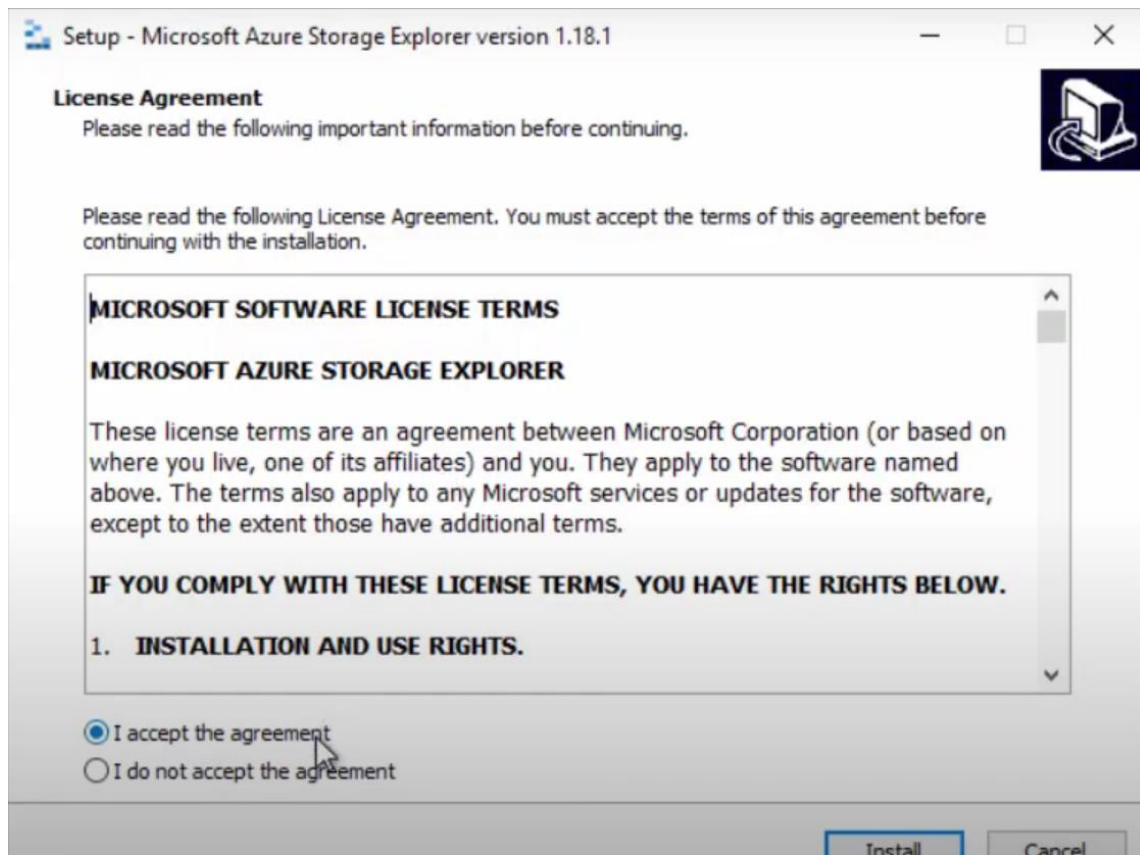 Setup - Microsoft Azure Storage Explorer version 1.18.1
License Agreement
Please read the following important information before continuing.
Please read the following License Agreement. You must accept the terms of this agreement before
continuing with the installation.
MICROSOFT SOFTWARE LICENSE TERMS
MICROSOFT AZURE STORAGE EXPLORER
These license terms are an agreement between Microsoft Corporation (or based on
where you live, one of its affiliates) and you. They apply to the software named
above. The terms also apply to any Microsoft services or updates for the software,
except to the extent those have additional terms.
IF YOU COMPLY WITH THESE LICENSE TERMS, YOU HAVE THE RIGHTS BELOW.
1. INSTALLATION AND USE RIGHTS.
I accept the agreement
I do not accept the agreement
Install Cancel